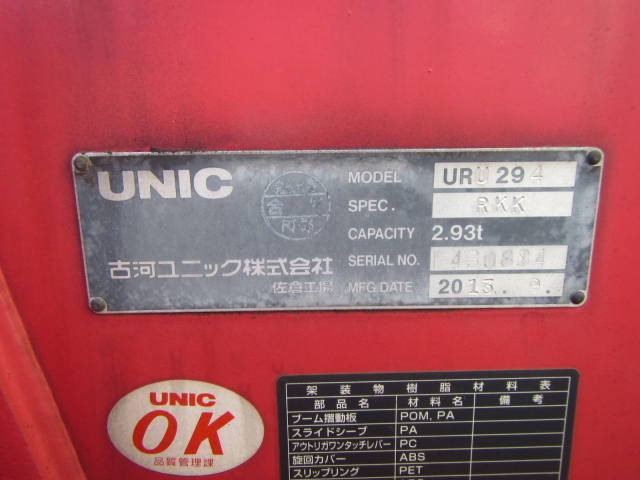 UNIC
MODEL URU294
SPEC. RKK
CAPACITY 2.93t
古河ユニック株式会社
佐倉工場
SERIAL NO.
MFG DATE 2013. 9.
UNIC
OK
品質管理課
架装物樹脂材料表
部品名 材料名 備考
ブーム摺動板 POM, PA
スライドシーブ PA
アウトリガワンタッチレバー PC
旋回カバー ABS
スリップリング PET